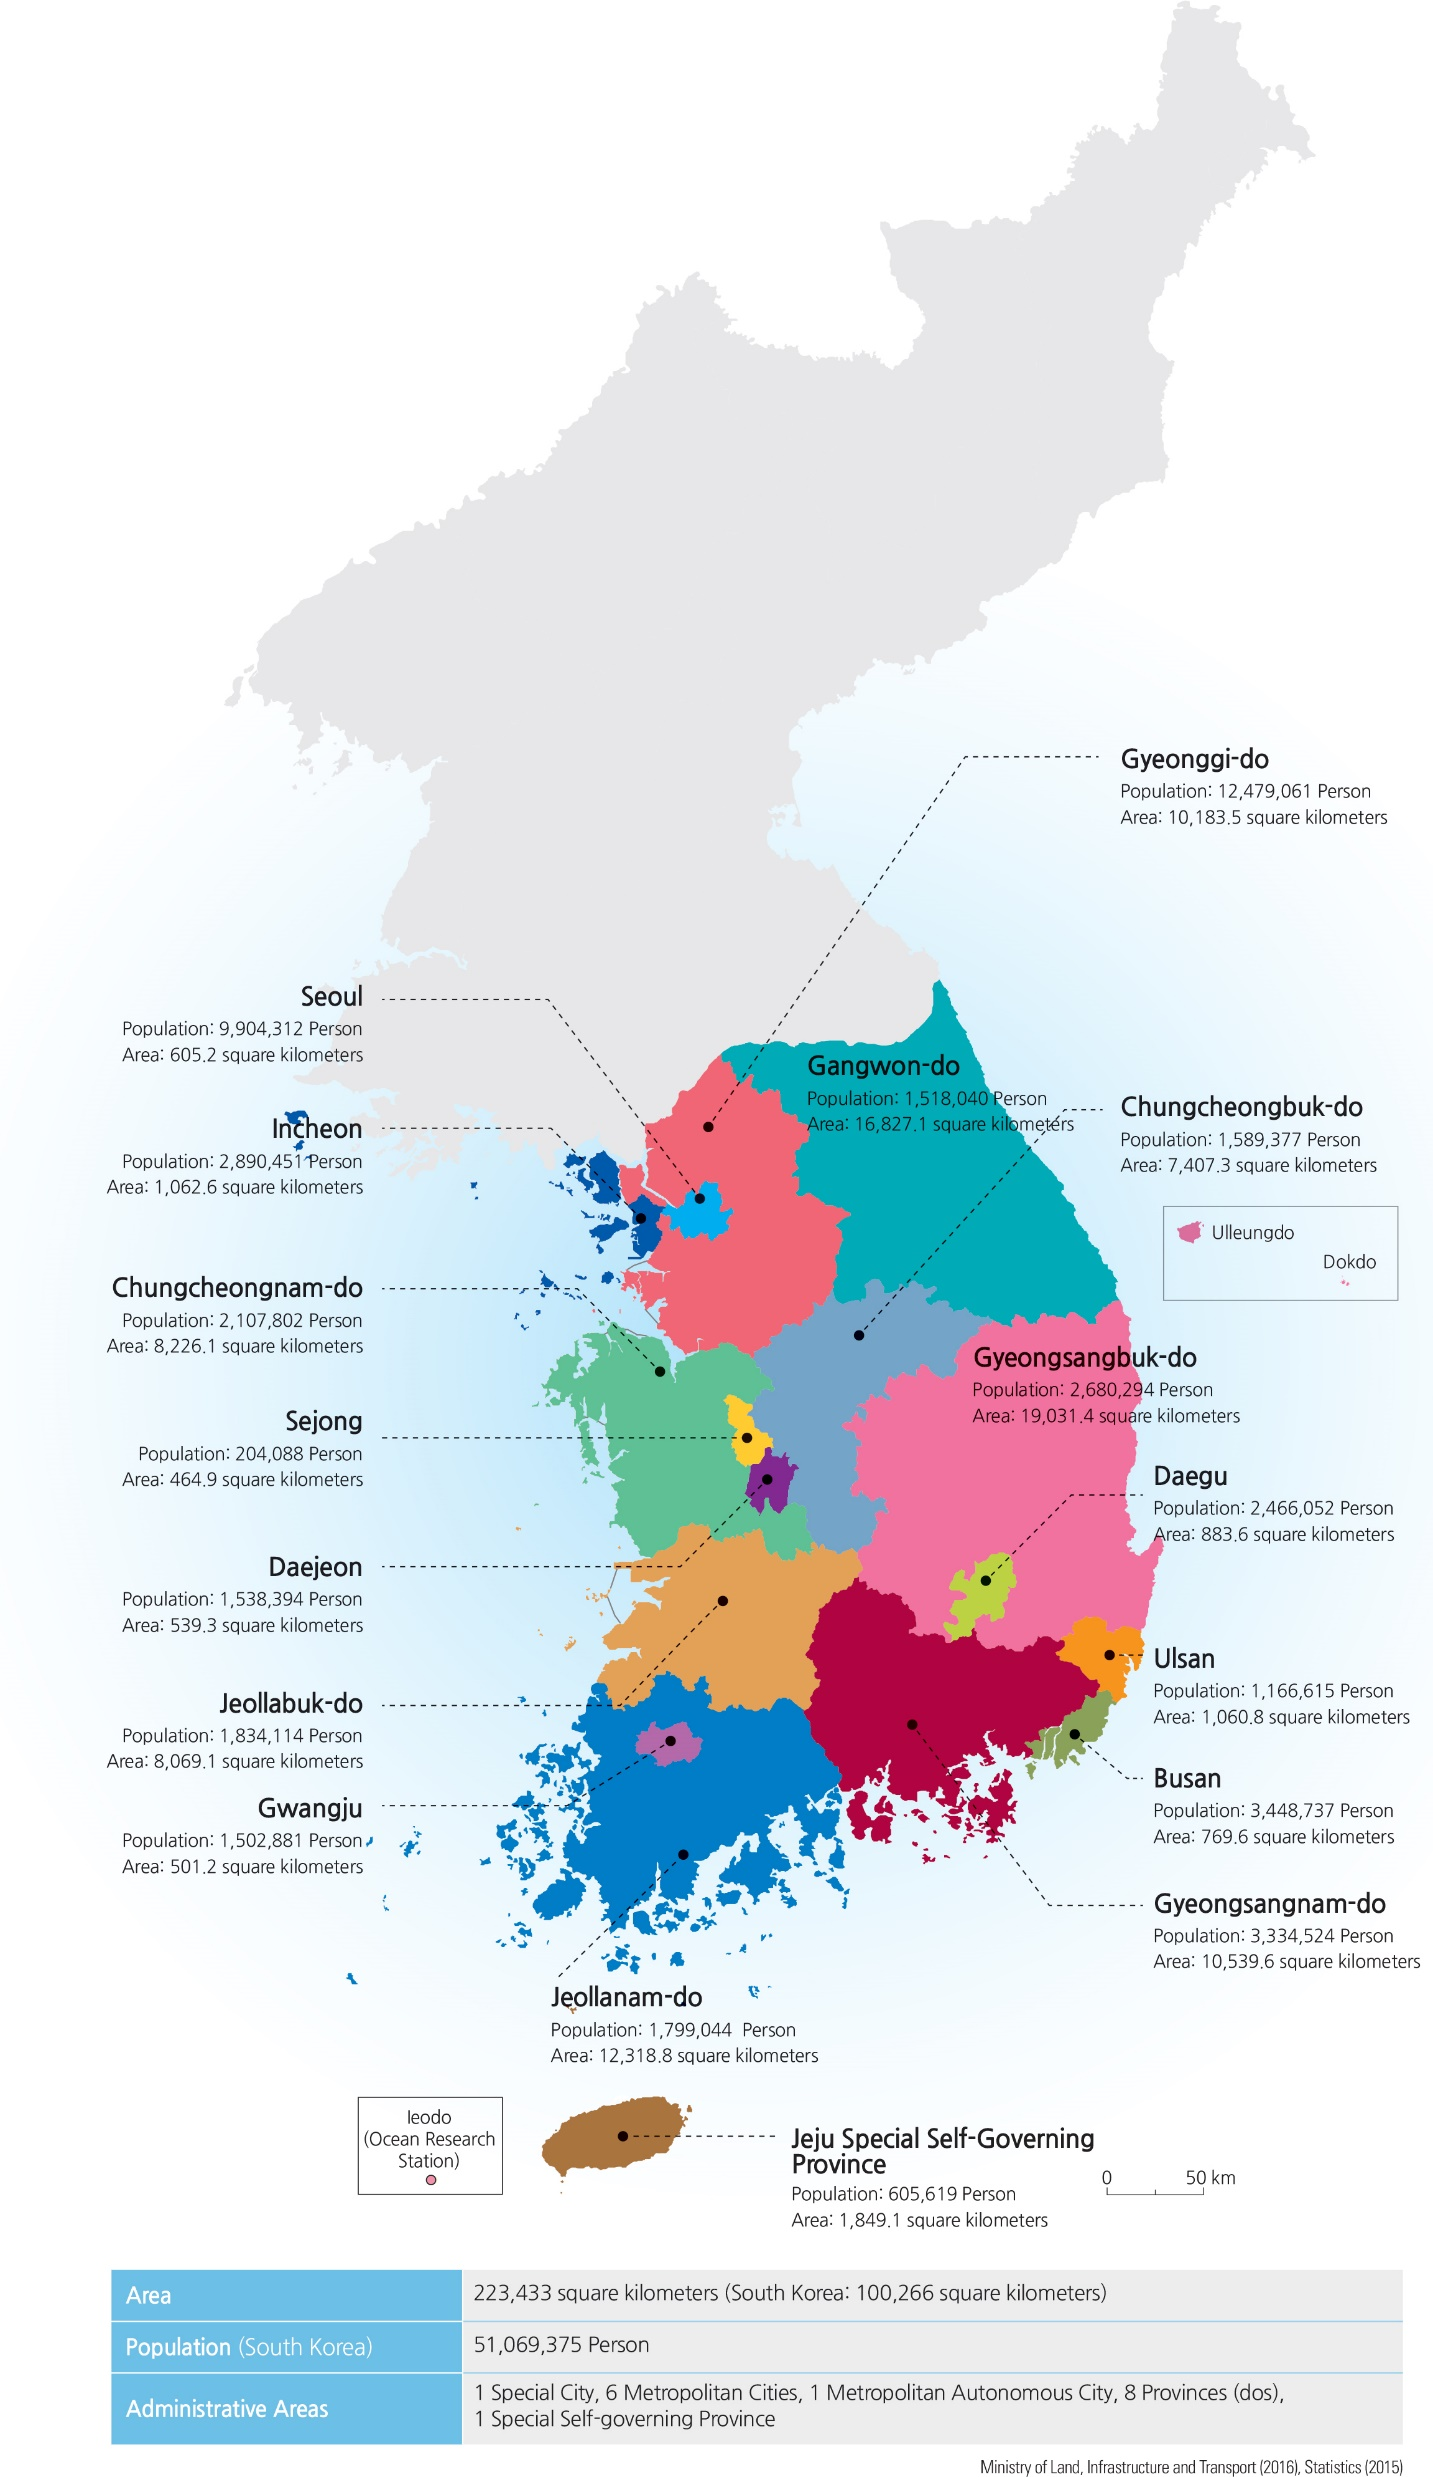 Gyeonggi-do
Population: 12,479,061 Person
Area: 10,183.5 square kilometers
Seoul
Population: 9,904,312 Person
Area: 605.2 square kilometers
Gangwon-do
Population: 1,518,040 Person
Area: 16,827.1 square kilometers
Chungcheongbuk-do
Population: 1,589,377 Person
Area: 7,407.3 square kilometers
Incheon
Population: 2,890,451 Person
Area: 1,062.6 square kilometers
Ulleungdo
Dokdo
Chungcheongnam-do
Population: 2,107,802 Person
Area: 8,226.1 square kilometers
Gyeongsangbuk-do
Population: 2,680,294 Person
Area: 19,031.4 square kilometers
Sejong
Population: 204,088 Person
Area: 464.9 square kilometers
Daegu
Population: 2,466,052 Person
Area: 883.6 square kilometers
Daejeon
Population: 1,538,394 Person
Area: 539.3 square kilometers
Ulsan
Population: 1,166,615 Person
Area: 1,060.8 square kilometers
Jeollabuk-do
Population: 1,834,114 Person
Area: 8,069.1 square kilometers
Busan
Population: 3,448,737 Person
Area: 769.6 square kilometers
Gwangju
Population: 1,502,881 Person
Area: 501.2 square kilometers
Gyeongsangnam-do
Population: 3,334,524 Person
Area: 10,539.6 square kilometers
Jeollanam-do
Population: 1,799,044 Person
Area: 12,318.8 square kilometers
Ieodo
(Ocean Research
Station)
Jeju Special Self-Governing
Province
Population: 605,619 Person
Area: 1,849.1 square kilometers
0 50 km
Area
223,433 square kilometers (South Korea: 100,266 square kilometers)
Population (South Korea)
51,069,375 Person
Administrative Areas
1 Special City, 6 Metropolitan Cities, 1 Metropolitan Autonomous City, 8 Provinces (dos),
1 Special Self-governing Province
Ministry of Land, Infrastructure and Transport (2016), Statistics (2015)